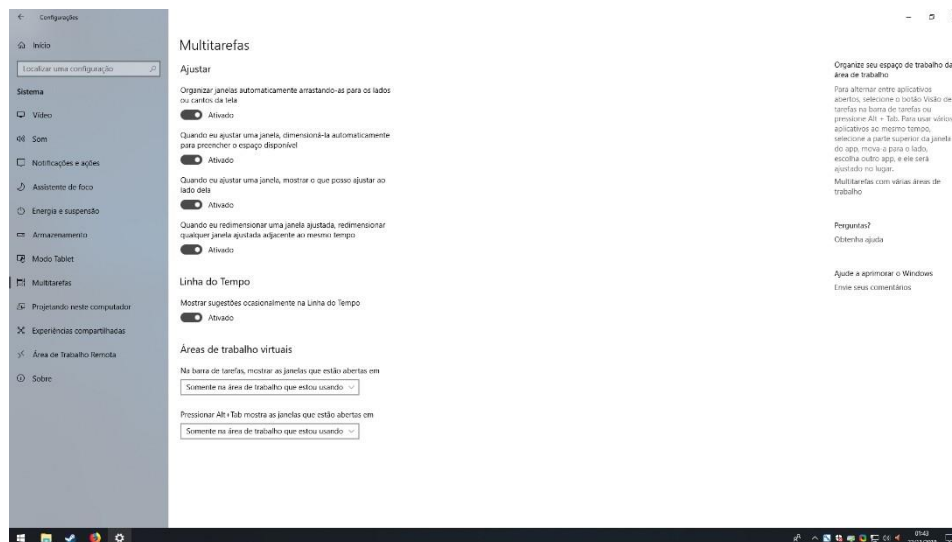 Configurações
Início
Localizar uma configuração
Sistema
Vídeo
Som
Notificações e ações
Assistente de foco
Energia e suspensão
Armazenamento
Modo Tablet
Multitarefas
Projetando neste computador
Experiências compartilhadas
Área de Trabalho Remota
Sobre
Multitarefas
Ajustar
Organizar janelas automaticamente arrastando-as para os lados
ou cantos da tela
Ativado
Quando eu ajustar uma janela, dimensioná-la automaticamente
para preencher o espaço disponível
Ativado
Quando eu ajustar uma janela, mostrar o que posso ajustar ao
lado dela
Ativado
Quando eu redimensionar uma janela ajustada, redimensionar
qualquer janela ajustada adjacente ao mesmo tempo
Ativado
Linha do Tempo
Mostrar sugestões ocasionalmente na Linha do Tempo
Ativado
Áreas de trabalho virtuais
Na barra de tarefas, mostrar as janelas que estão abertas em
Somente na área de trabalho que estou usando
Pressionar Alt+Tab mostra as janelas que estão abertas em
Somente na área de trabalho que estou usando
Organize seu espaço de trabalho da
área de trabalho
Para alternar entre aplicativos
abertos, selecione o botão Visão de
tarefas na barra de tarefas ou
pressione Alt + Tab. Para usar vários
aplicativos ao mesmo tempo,
selecione a parte superior da janela
do app, mova-a para o lado,
escolha outro app, e ele será
ajustado no lugar.
Multitarefas com várias áreas de
trabalho
Perguntas?
Obtenha ajuda
Ajude a aprimorar o Windows
Envie seus comentários
01:43